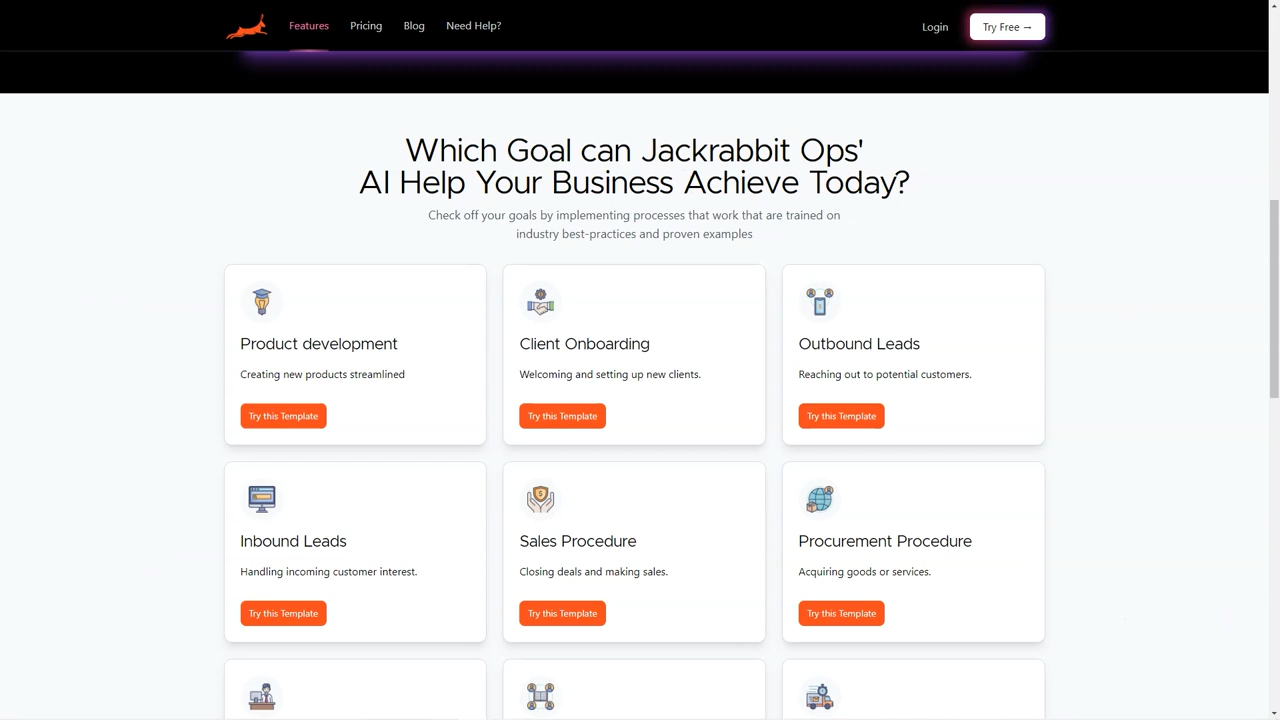 Features Pricing Blog Need Help? Login Try Free →
Which Goal can Jackrabbit Ops'
AI Help Your Business Achieve Today?
Check off your goals by implementing processes that work that are trained on
industry best-practices and proven examples
Product development
Creating new products streamlined
Try this Template
Client Onboarding
Welcoming and setting up new clients.
Try this Template
Outbound Leads
Reaching out to potential customers.
Try this Template
Inbound Leads
Handling incoming customer interest.
Try this Template
Sales Procedure
Closing deals and making sales.
Try this Template
Procurement Procedure
Acquiring goods or services.
Try this Template